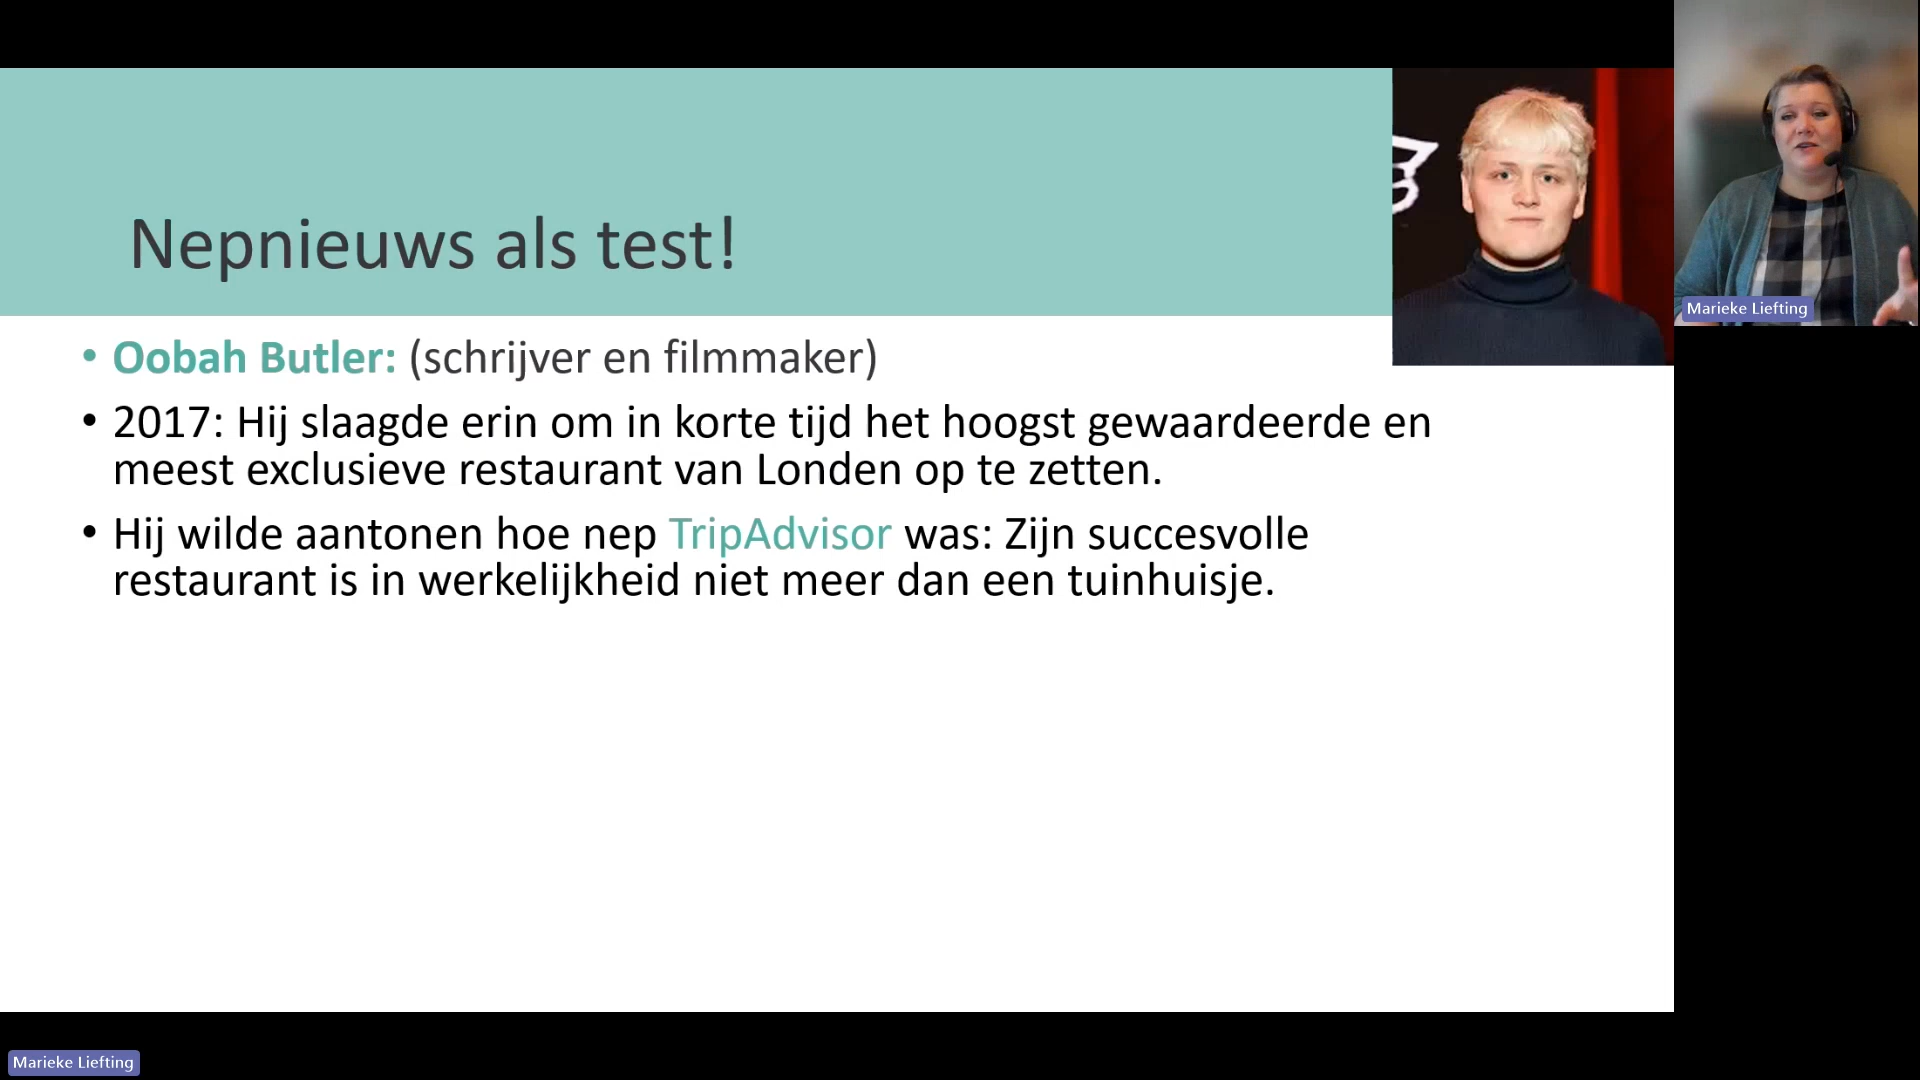 Nepnieuws als test!
• Oobah Butler: (schrijver en filmmaker)
• 2017: Hij slaagde erin om in korte tijd het hoogst gewaardeerde en
meest exclusieve restaurant van Londen op te zetten.
• Hij wilde aantonen hoe nep TripAdvisor was: Zijn succesvolle
restaurant is in werkelijkheid niet meer dan een tuinhuisje.
Marieke Liefting
Marieke Liefting